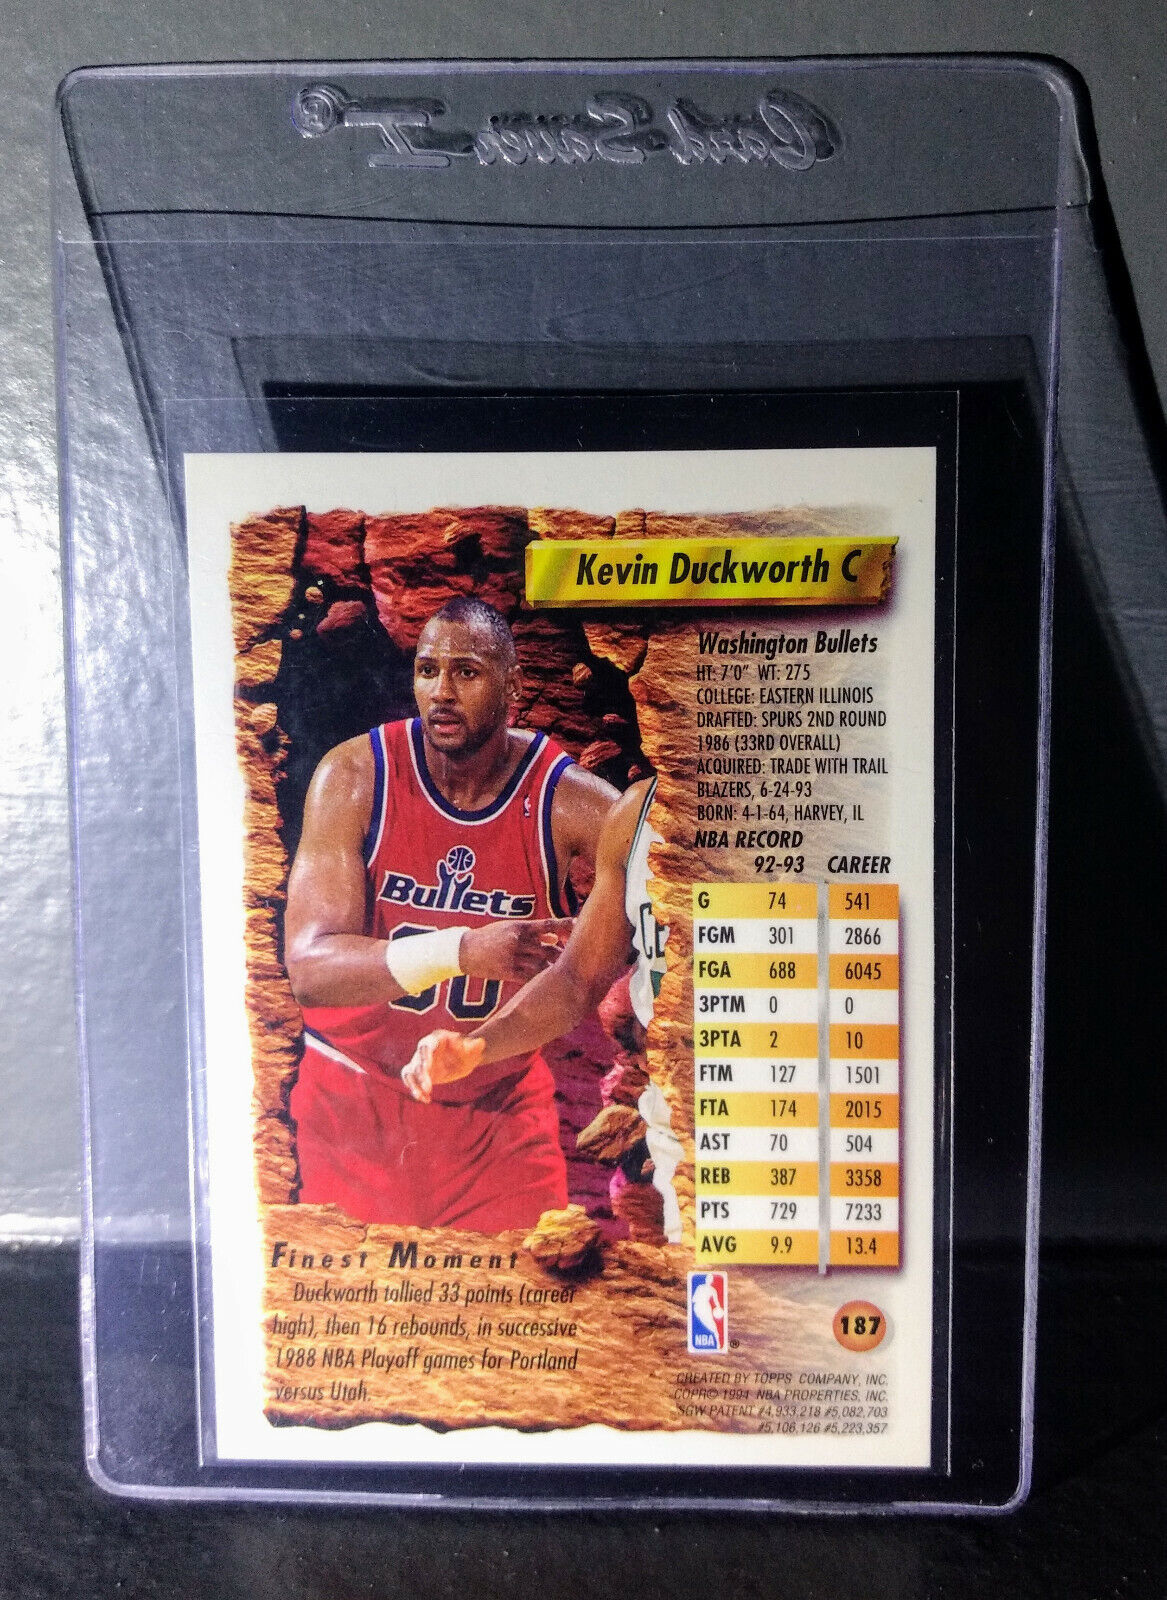 Card Saver I®
Kevin Duckworth C
Washington Bullets
HT: 7'0" WT: 275
COLLEGE: EASTERN ILLINOIS
DRAFTED: SPURS 2ND ROUND
1986 (33RD OVERALL)
ACQUIRED: TRADE WITH TRAIL
BLAZERS, 6-24-93
BORN: 4-1-64, HARVEY, IL
NBA RECORD
92-93 CAREER
G 74 541
FGM 301 2866
FGA 688 6045
3PTM 0 0
3PTA 2 10
FTM 127 1501
FTA 174 2015
AST 70 504
REB 387 3358
PTS 729 7233
AVG 9.9 13.4
Bullets
00
CE
Finest Moment
Duckworth tallied 33 points (career
high), then 16 rebounds, in successive
1988 NBA Playoff games for Portland
versus Utah.
NBA ®
187
CREATED BY TOPPS COMPANY, INC.
COPR© 1994 NBA PROPERTIES, INC.
SGW PATENT #4,933,218 #5,082,703
#5,106,126 #5,223,357